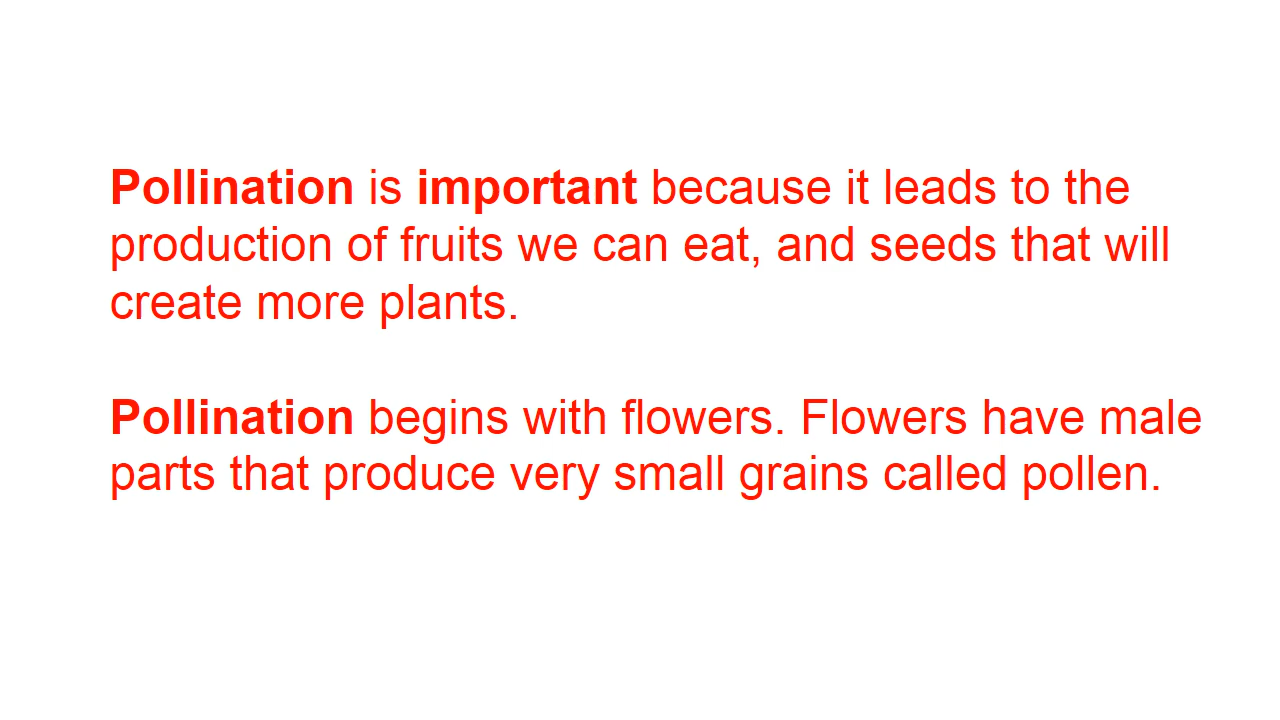 Pollination is important because it leads to the
production of fruits we can eat, and seeds that will
create more plants.
Pollination begins with flowers. Flowers have male
parts that produce very small grains called pollen.